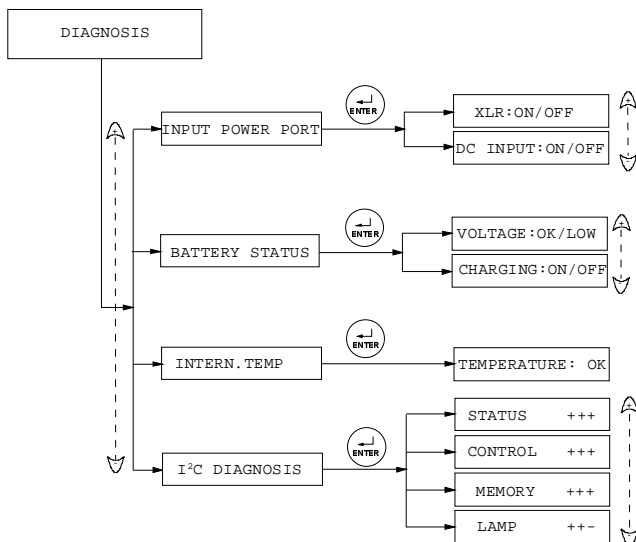 DIAGNOSIS
+
ENTER
INPUT POWER PORT
XLR:ON/OFF
DC INPUT:ON/OFF
+
-
ENTER
BATTERY STATUS
VOLTAGE:OK/LOW
CHARGING:ON/OFF
+
-
ENTER
INTERN.TEMP
TEMPERATURE: OK
ENTER
I²C DIAGNOSIS
-
STATUS +++
CONTROL +++
MEMORY +++
LAMP ++-
+
-